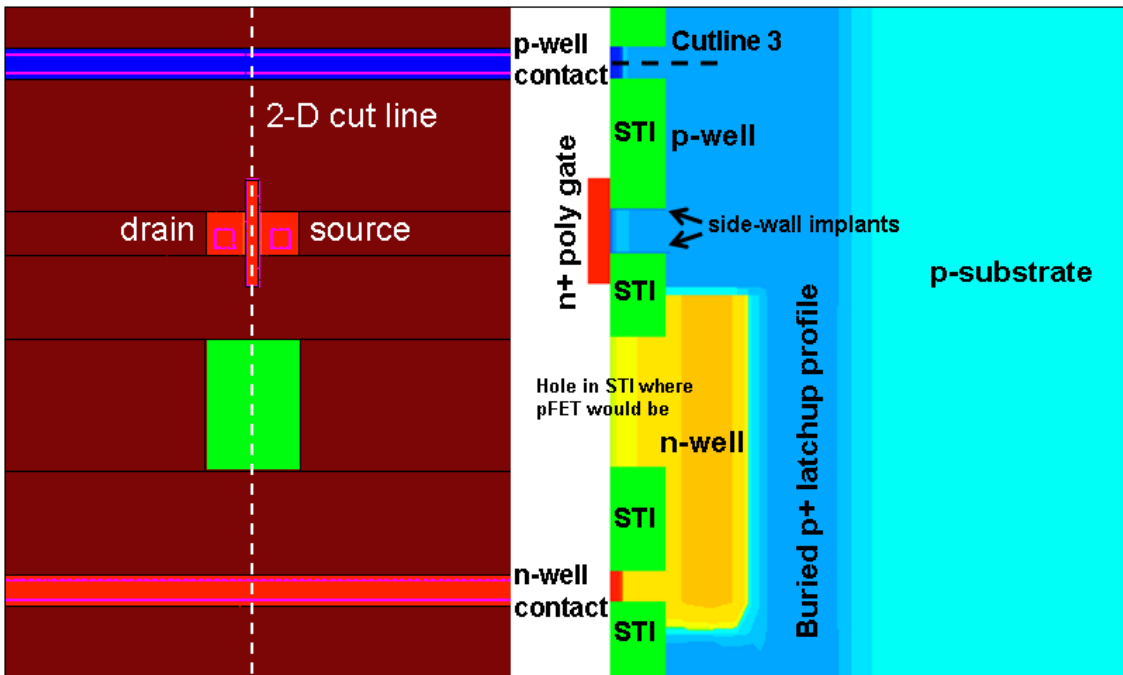 p-well
contact
2-D cut line
drain
source
n-well
contact
Cutline 3
STI
p-well
n+ poly gate
side-wall implants
STI
p-substrate
Hole in STI where
pFET would be
n-well
Buried p+ latchup profile
STI
STI